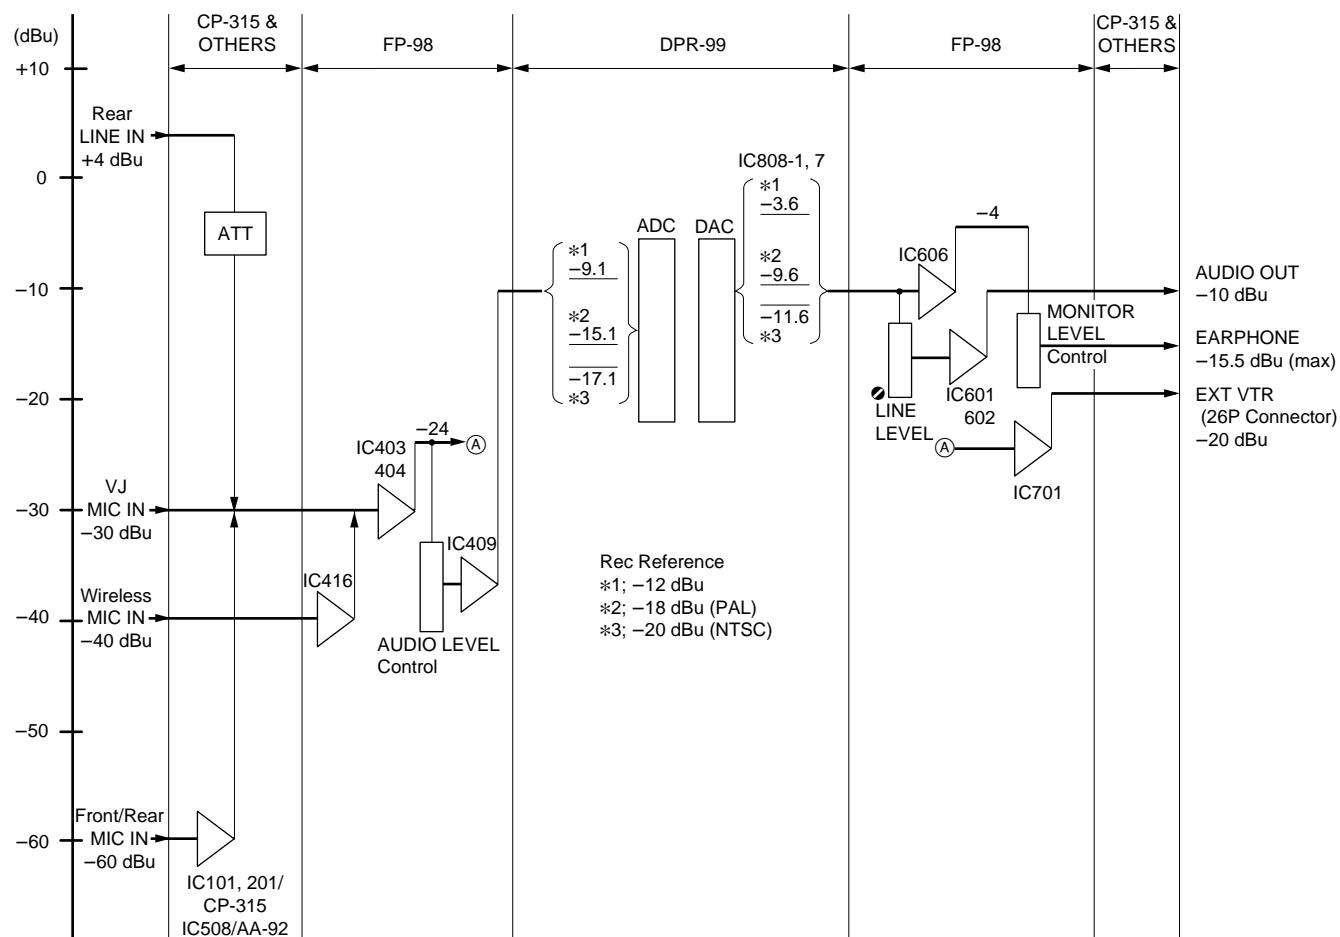 (dBu)
CP-315 &
OTHERS
FP-98
DPR-99
FP-98
CP-315 &
OTHERS
+10
0
−10
−20
−30
−40
−50
−60
Rear
LINE IN
+4 dBu
ATT
VJ
MIC IN
−30 dBu
Wireless
MIC IN
−40 dBu
Front/Rear
MIC IN
−60 dBu
IC101, 201/
CP-315
IC508/AA-92
IC416
IC403
404
−24
A
IC409
AUDIO LEVEL
Control
∗1
−9.1
∗2
−15.1
−17.1
∗3
ADC
DAC
IC808-1, 7
∗1
−3.6
∗2
−9.6
−11.6
∗3
Rec Reference
∗1; −12 dBu
∗2; −18 dBu (PAL)
∗3; −20 dBu (NTSC)
IC606
−4
LINE
LEVEL
IC601
602
A
IC701
MONITOR
LEVEL
Control
AUDIO OUT
−10 dBu
EARPHONE
−15.5 dBu (max)
EXT VTR
(26P Connector)
−20 dBu